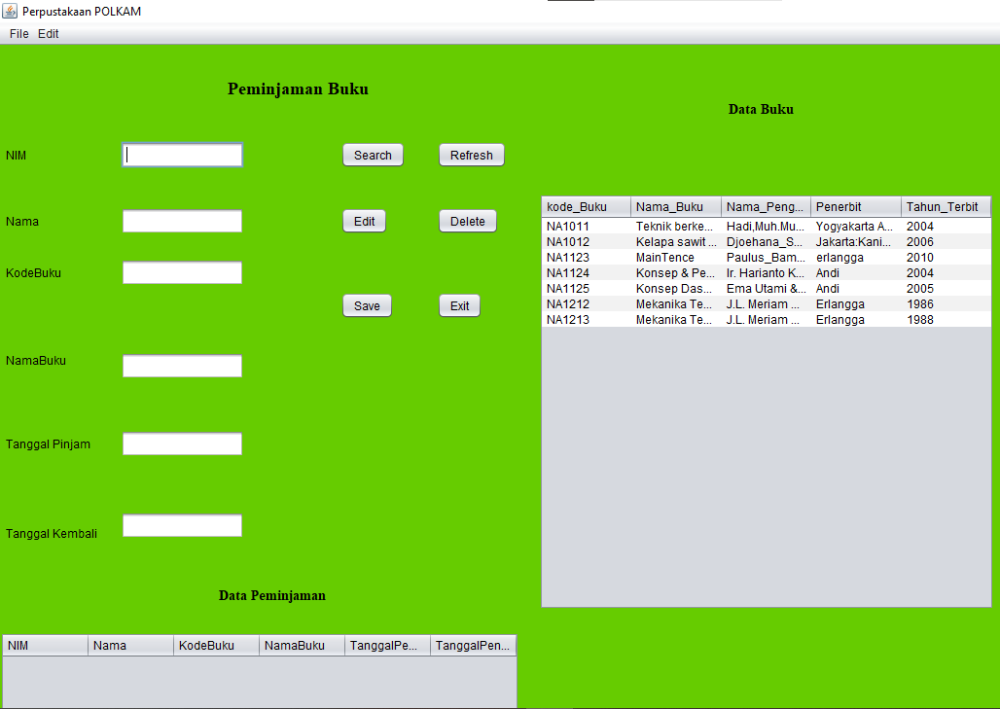 Perpustakaan POLKAM
File Edit
Peminjaman Buku
NIM
Search Refresh
Nama
Edit Delete
KodeBuku
Save Exit
NamaBuku
Tanggal Pinjam
Tanggal Kembali
Data Peminjaman
NIM Nama KodeBuku NamaBuku TanggalPe... TanggalPen...
Data Buku
kode_Buku Nama_Buku Nama_Peng... Penerbit Tahun_Terbit
NA1011 Teknik berke... Hadi,Muh.Mu... Yogyakarta A... 2004
NA1012 Kelapa sawit ... Djoehana_S... Jakarta:Kani... 2006
NA1123 MainTence Paulus_Bam... erlangga 2010
NA1124 Konsep & Pe... Ir. Harianto K... Andi 2004
NA1125 Konsep Das... Ema Utami &... Andi 2005
NA1212 Mekanika Te... J.L. Meriam ... Erlangga 1986
NA1213 Mekanika Te... J.L. Meriam ... Erlangga 1988